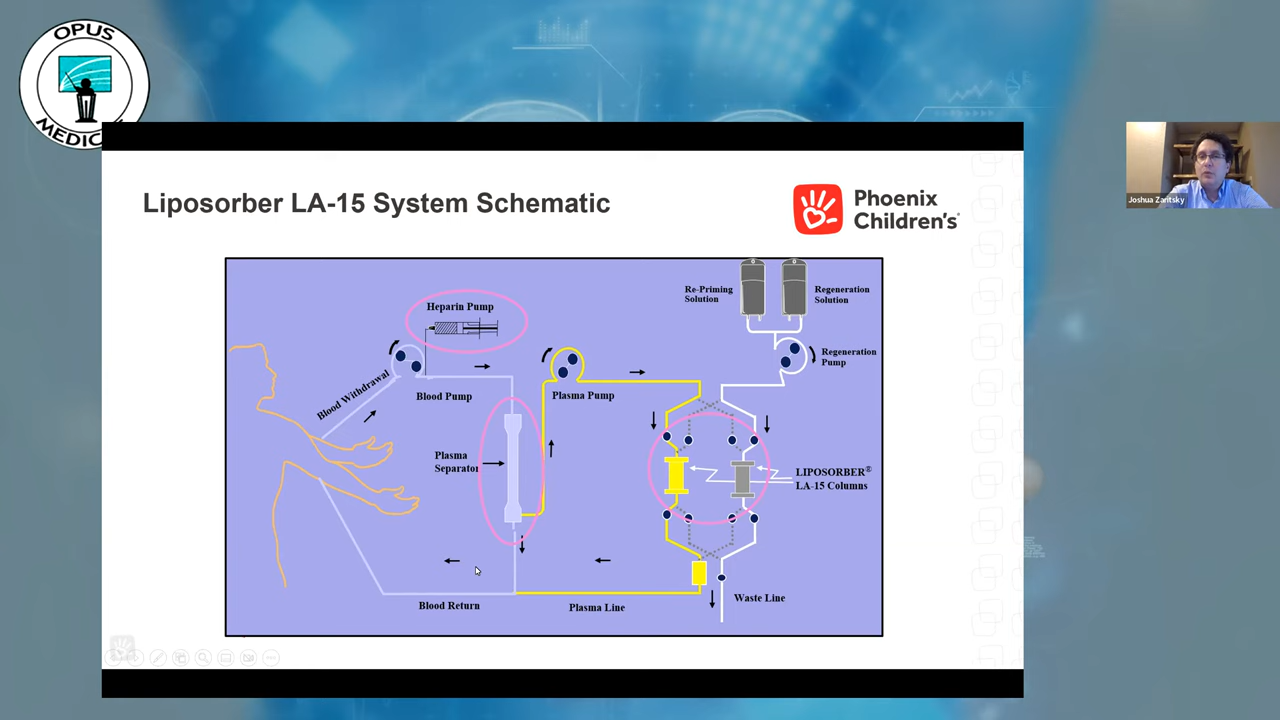 OPUS
MEDICAL
Joshua Zaritsky
Liposorber LA-15 System Schematic
Phoenix
Children's
Heparin Pump
Re-Priming
Solution
Regeneration
Solution
Regeneration
Pump
Blood Withdrawal
Blood Pump
Plasma Pump
Plasma
Separator
LIPOSORBER®
LA-15 Columns
Blood Return
Plasma Line
Waste Line